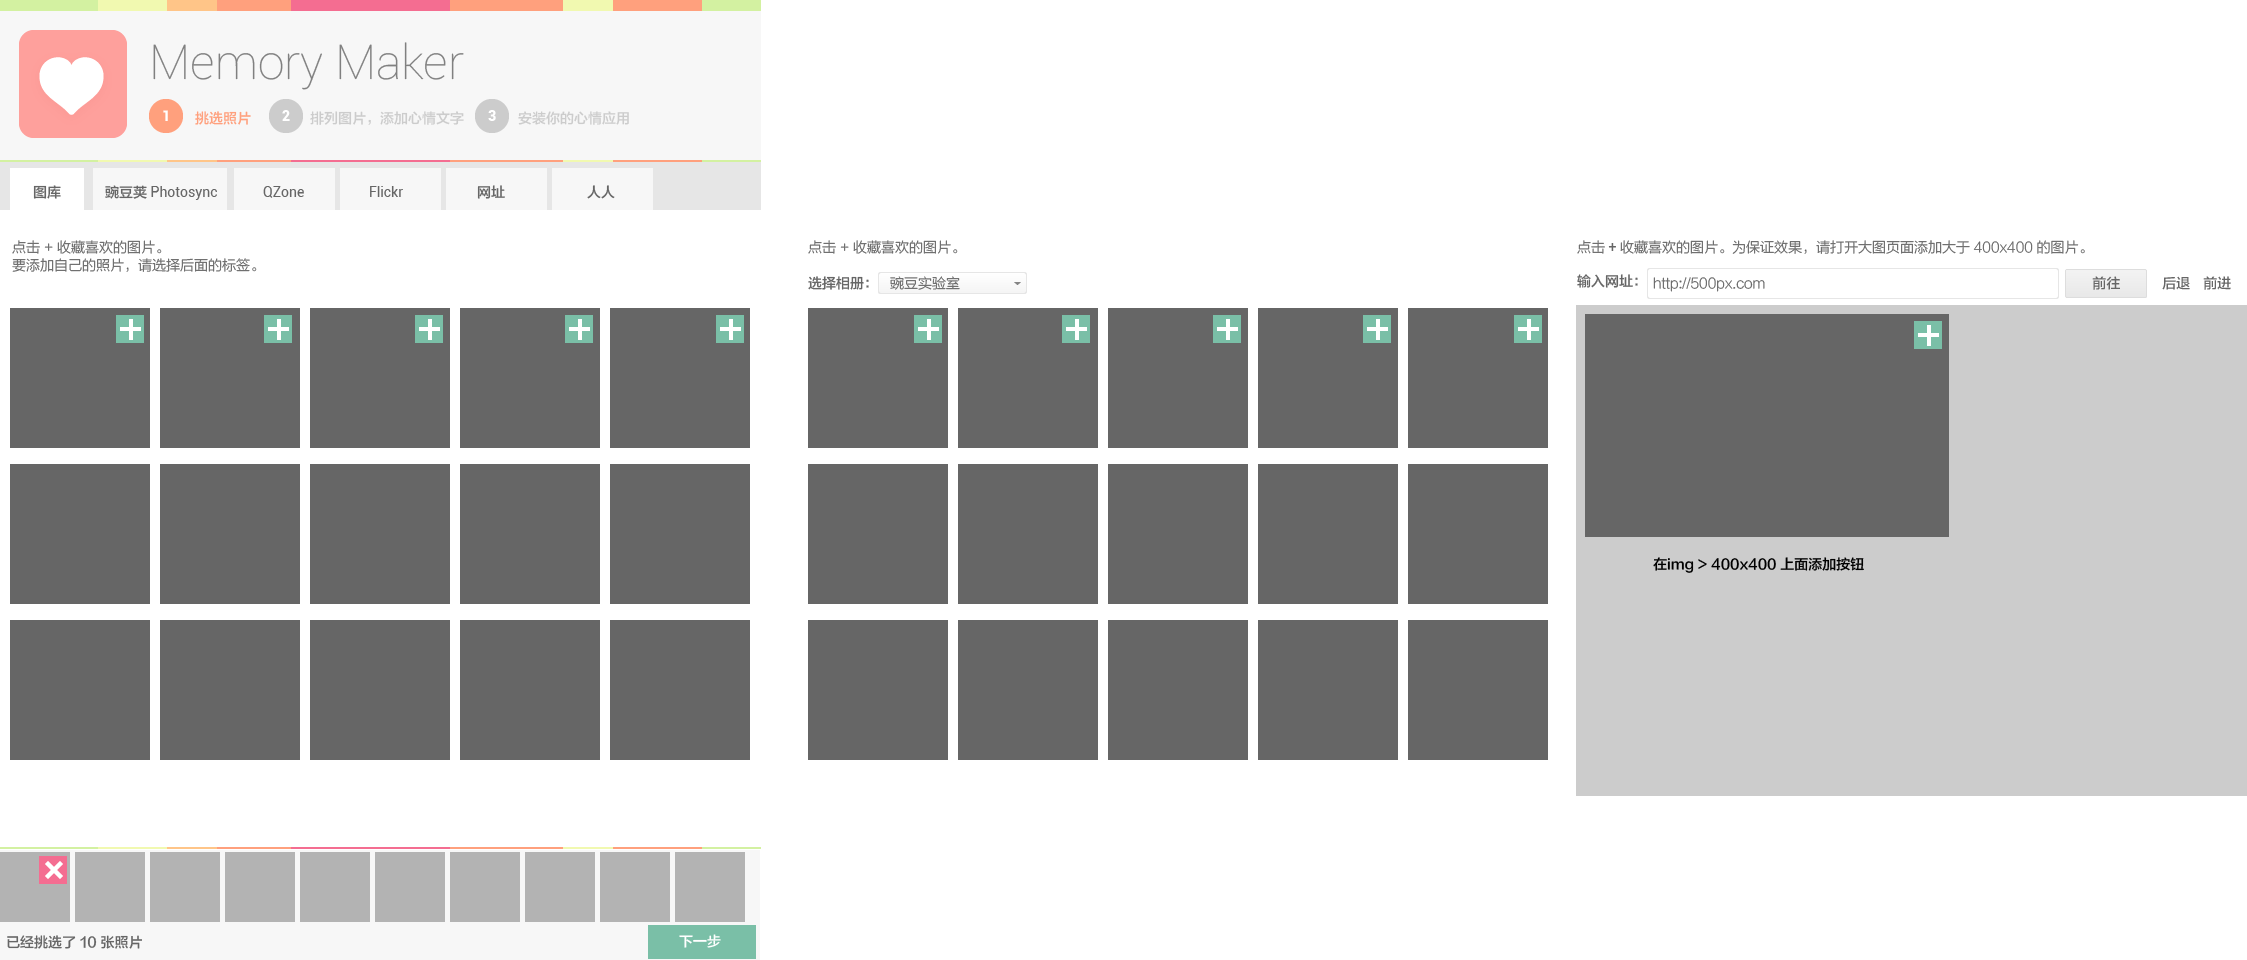 Memory Maker
1 挑选照片 2 排列图片，添加心情文字 3 安装你的心情应用
图库 豌豆荚 Photosync QZone Flickr 网址 人人
点击 + 收藏喜欢的图片。
要添加自己的照片，请选择后面的标签。
点击 + 收藏喜欢的图片。
选择相册： 豌豆实验室
点击 + 收藏喜欢的图片。为保证效果，请打开大图页面添加大于 400x400 的图片。
输入网址： http://500px.com 前往 后退 前进
在img > 400x400 上面添加按钮
已经挑选了 10 张照片 下一步